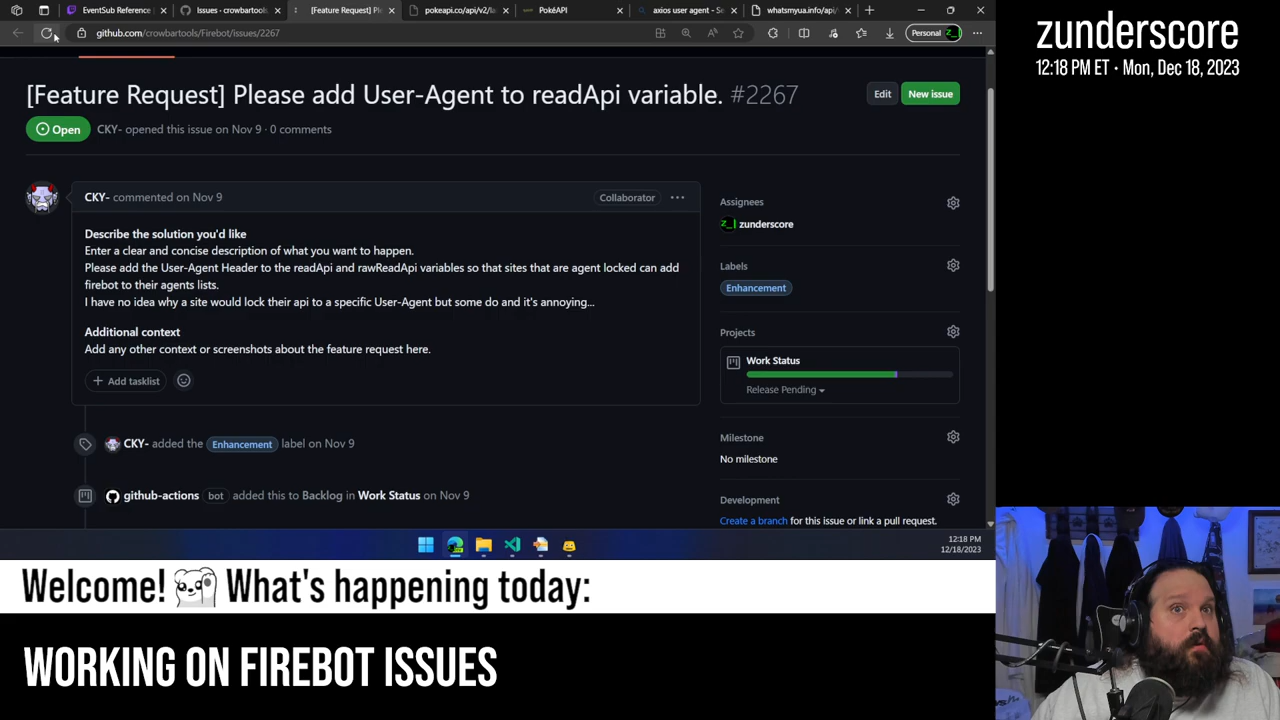 EventSub Reference
Issues - crowbartools
[Feature Request] Pl
pokeapi.co/api/v2/l
PokéAPI
axios user agent - Se
whatsmyua.info/api/
github.com/crowbartools/Firebot/issues/2267
Personal
[Feature Request] Please add User-Agent to readApi variable. #2267
Edit
New issue
Open
CKY- opened this issue on Nov 9 · 0 comments
CKY- commented on Nov 9
Collaborator
Describe the solution you'd like
Enter a clear and concise description of what you want to happen.
Please add the User-Agent Header to the readApi and rawReadApi variables so that sites that are agent locked can add
firebot to their agents lists.
I have no idea why a site would lock their api to a specific User-Agent but some do and it's annoying...
Additional context
Add any other context or screenshots about the feature request here.
Add tasklist
CKY- added the Enhancement label on Nov 9
github-actions bot added this to Backlog in Work Status on Nov 9
Assignees
zunderscore
Labels
Enhancement
Projects
Work Status
Release Pending
Milestone
No milestone
Development
Create a branch for this issue or link a pull request.
12:18 PM
12/18/2023
zunderscore
12:18 PM ET • Mon, Dec 18, 2023
Welcome! What's happening today:
WORKING ON FIREBOT ISSUES